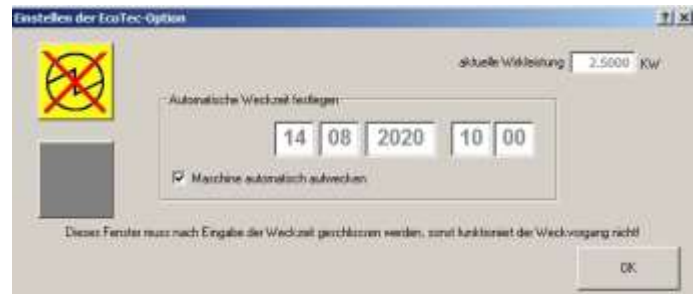 Einstellen der EcoTec-Option
aktuelle Wirkleistung 2.5000 KW
Automatische Weckzeit festlegen
14 08 2020 10 00
Maschine automatisch aufwecken
Dieses Fenster muss nach Eingabe der Weckzeit geschlossen werden, sonst funktioniert der Weckvorgang nicht!
OK